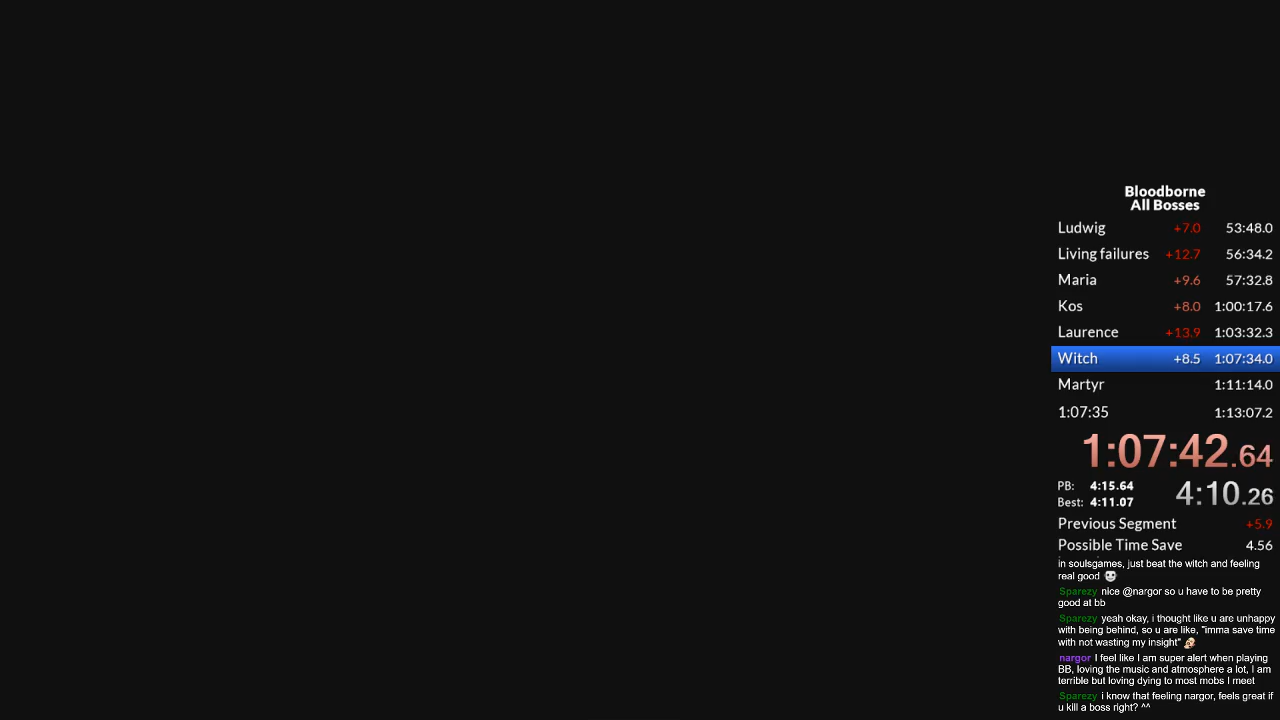 Bloodborne
All Bosses
Ludwig +7.0 53:48.0
Living failures +12.7 56:34.2
Maria +9.6 57:32.8
Kos +8.0 1:00:17.6
Laurence +13.9 1:03:32.3
Witch +8.5 1:07:34.0
Martyr 1:11:14.0
1:07:35 1:13:07.2
1:07:42.64
PB: 4:15.64
Best: 4:11.07
4:10.26
Previous Segment +5.9
Possible Time Save 4.56
in soulsgames, just beat the witch and feeling
real good
Sparezy nice @nargor so u have to be pretty
good at bb
Sparezy yeah okay, i thought like u are unhappy
with being behind, so u are like, "imma save time
with not wasting my insight"
nargor I feel like I am super alert when playing
BB, loving the music and atmosphere a lot, I am
terrible but loving dying to most mobs I meet
Sparezy i know that feeling nargor, feels great if
u kill a boss right? ^^